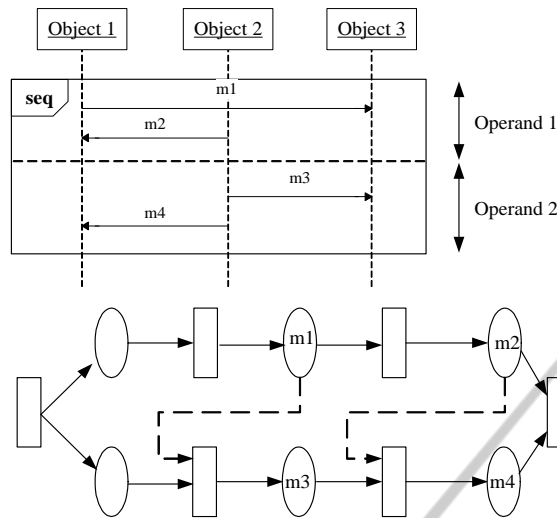 Object 1 Object 2 Object 3
seq
m1
m2
Operand 1
m3
m4
Operand 2
m1
m2
m3
m4